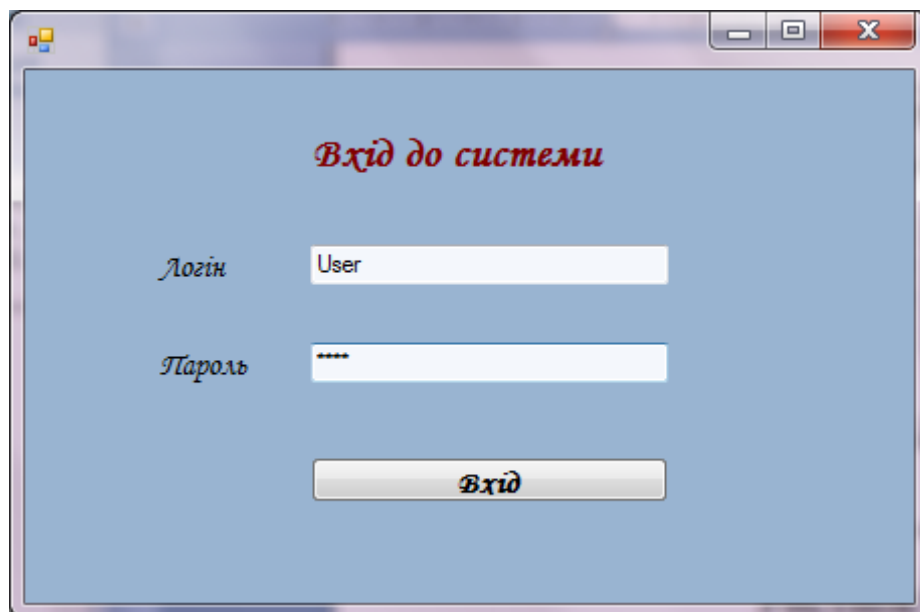 Вхід до системи
Логін
User
Пароль
****
Вхід